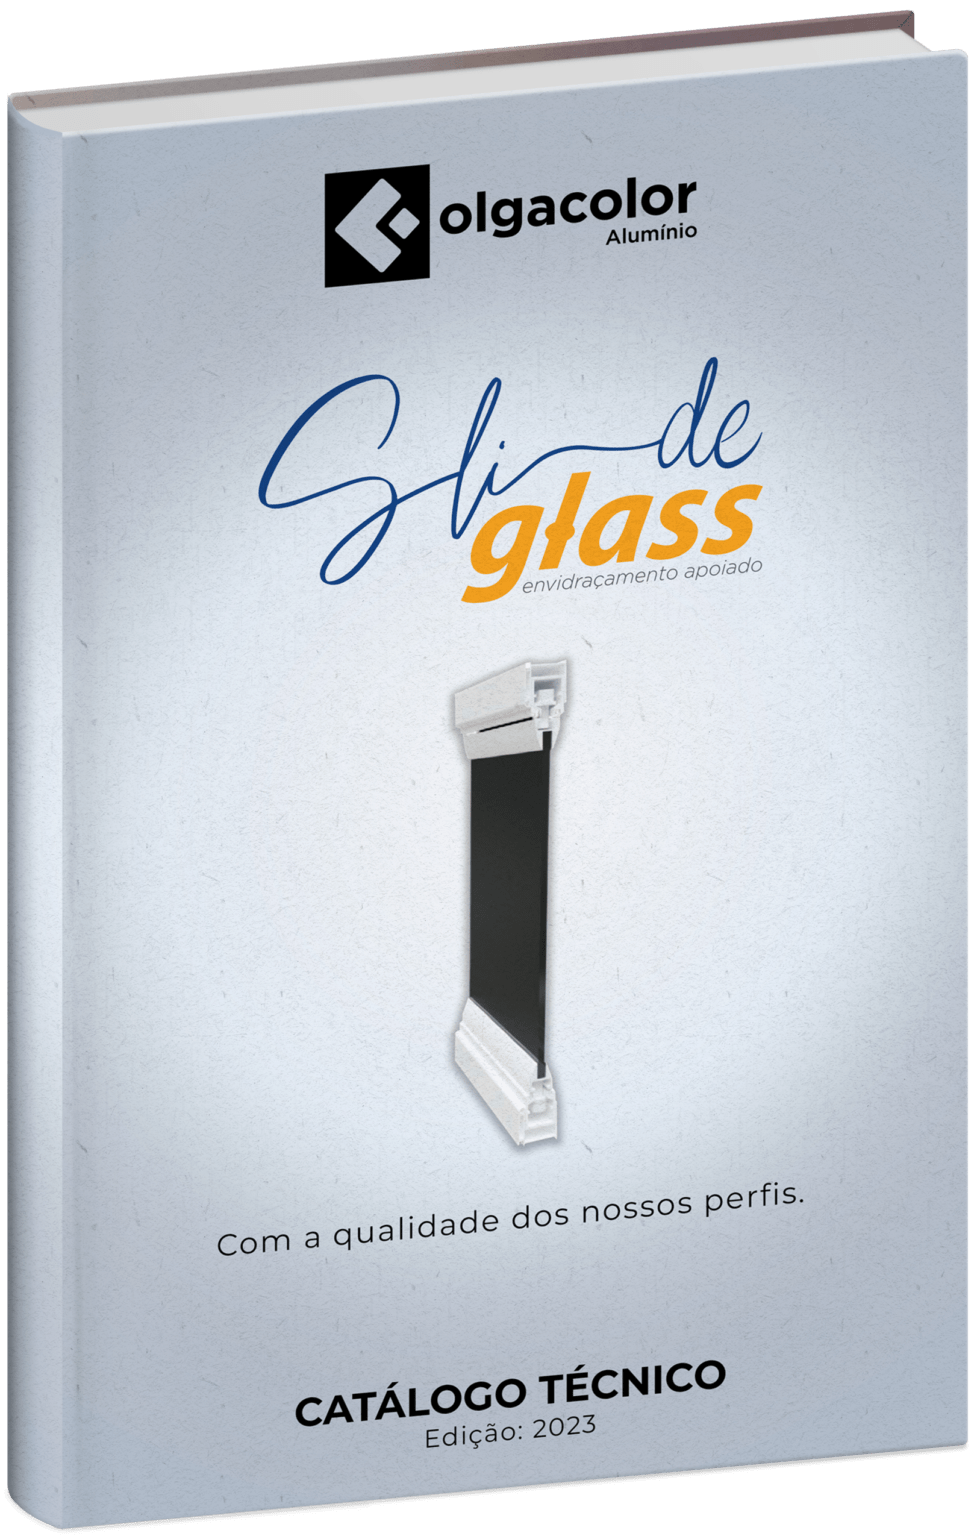 olgacolor
Alumínio
Slide
glass
envidraçamento apoiado
Com a qualidade dos nossos perfis.
CATÁLOGO TÉCNICO
Edição: 2023